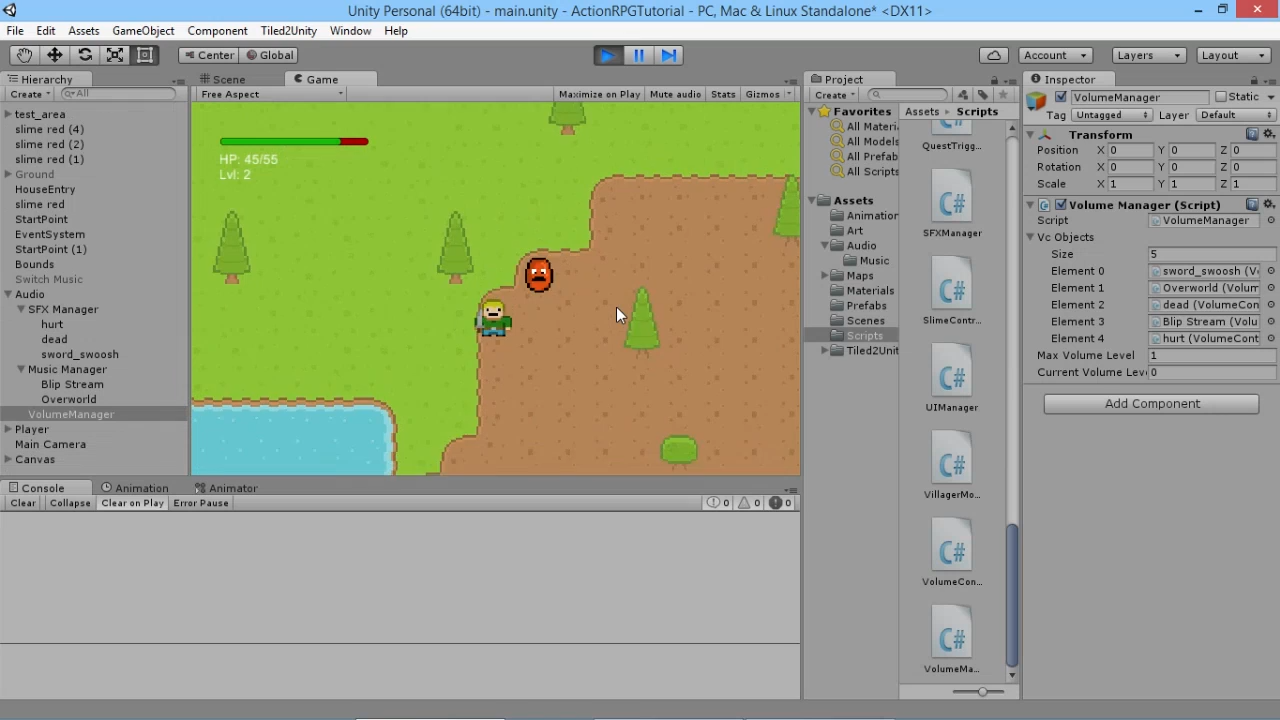 Unity Personal (64bit) - main.unity - ActionRPGTutorial - PC, Mac & Linux Standalone* <DX11>
File Edit Assets GameObject Component Tiled2Unity Window Help
Center Global Account Layers Layout
Hierarchy
Create All
test_area
slime red (4)
slime red (2)
slime red (1)
Ground
HouseEntry
slime red
StartPoint
EventSystem
StartPoint (1)
Bounds
Switch Music
Audio
SFX Manager
hurt
dead
sword_swoosh
Music Manager
Blip Stream
Overworld
VolumeManager
Player
Main Camera
Canvas
Scene Game
Free Aspect Maximize on Play Mute audio Stats Gizmos
HP: 45/55
Lvl: 2
Console Animation Animator
Clear Collapse Clear on Play Error Pause 0 0 0
Project
Create
Favorites
All Materi
All Models
All Prefab
All Scripts
Assets
Animation
Art
Audio
Music
Maps
Materials
Prefabs
Scenes
Scripts
Tiled2Unit
Assets Scripts
QuestTrigg...
SFXManager
SlimeContr...
UIManager
VillagerMo...
VolumeCon...
VolumeMa...
Inspector
VolumeManager Static
Tag Untagged Layer Default
Transform
Position X 0 Y 0 Z 0
Rotation X 0 Y 0 Z 0
Scale X 1 Y 1 Z 1
Volume Manager (Script)
Script VolumeManager
Vc Objects
Size 5
Element 0 sword_swoosh (Vo
Element 1 Overworld (Volum
Element 2 dead (VolumeCon
Element 3 Blip Stream (Volu
Element 4 hurt (VolumeCont
Max Volume Level 1
Current Volume Leve 0
Add Component